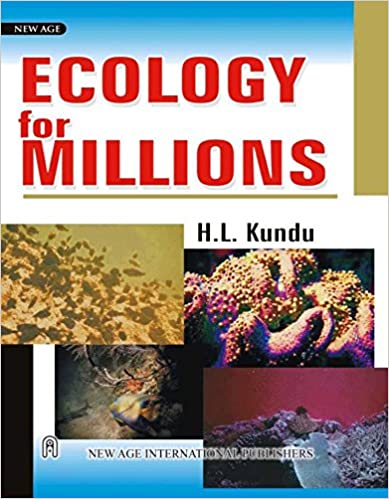 NEW AGE
ECOLOGY
for
MILLIONS
H.L. Kundu
NEW AGE INTERNATIONAL PUBLISHERS